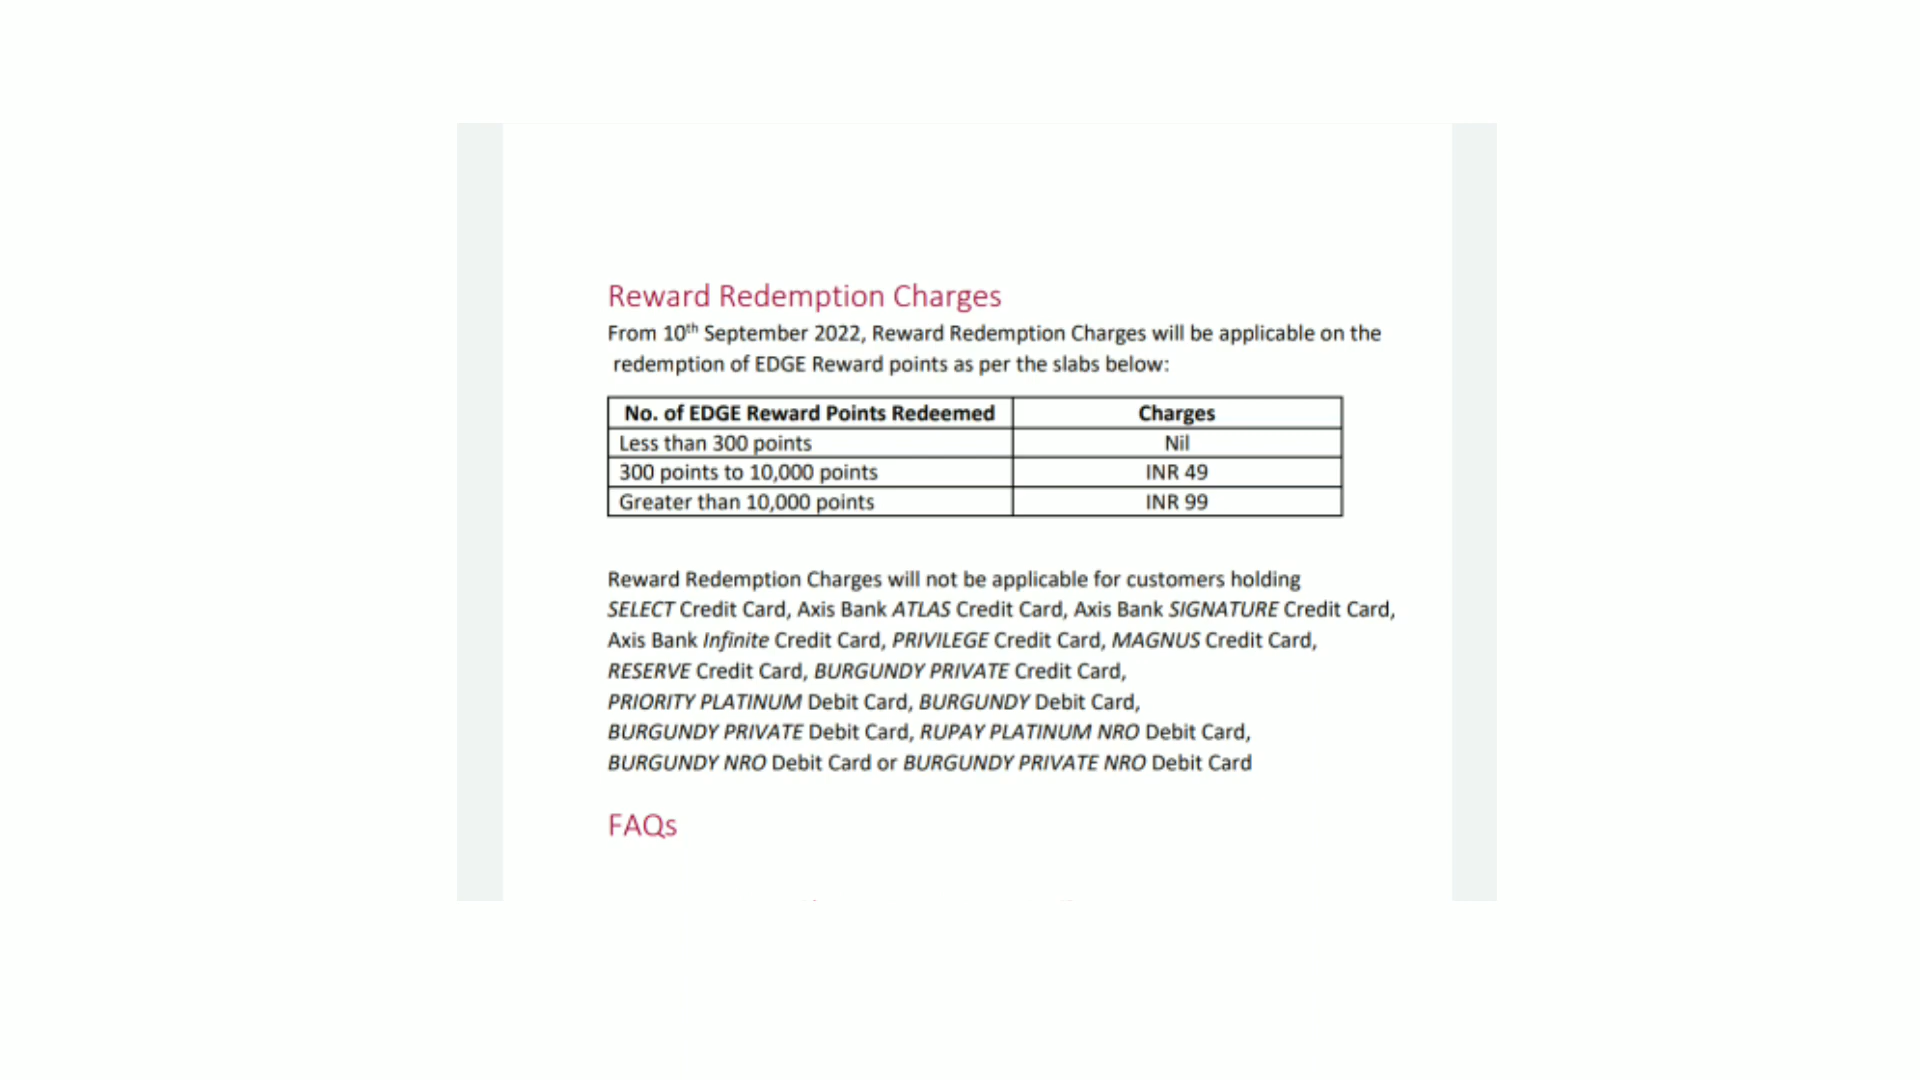 Reward Redemption Charges
From 10th September 2022, Reward Redemption Charges will be applicable on the
redemption of EDGE Reward points as per the slabs below:
No. of EDGE Reward Points Redeemed Charges
Less than 300 points Nil
300 points to 10,000 points INR 49
Greater than 10,000 points INR 99
Reward Redemption Charges will not be applicable for customers holding
SELECT Credit Card, Axis Bank ATLAS Credit Card, Axis Bank SIGNATURE Credit Card,
Axis Bank Infinite Credit Card, PRIVILEGE Credit Card, MAGNUS Credit Card,
RESERVE Credit Card, BURGUNDY PRIVATE Credit Card,
PRIORITY PLATINUM Debit Card, BURGUNDY Debit Card,
BURGUNDY PRIVATE Debit Card, RUPAY PLATINUM NRO Debit Card,
BURGUNDY NRO Debit Card or BURGUNDY PRIVATE NRO Debit Card
FAQs